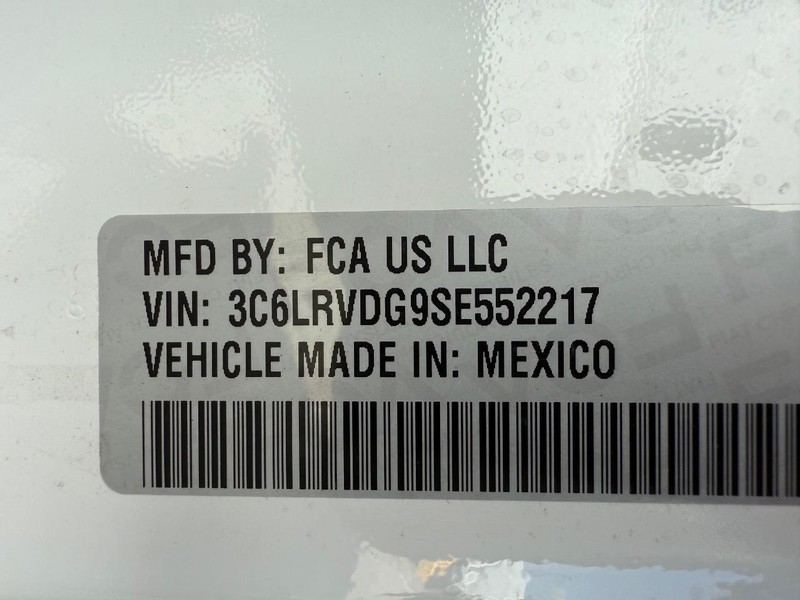 MFD BY: FCA US LLC
VIN: 3C6LRVDG9SE552217
VEHICLE MADE IN: MEXICO